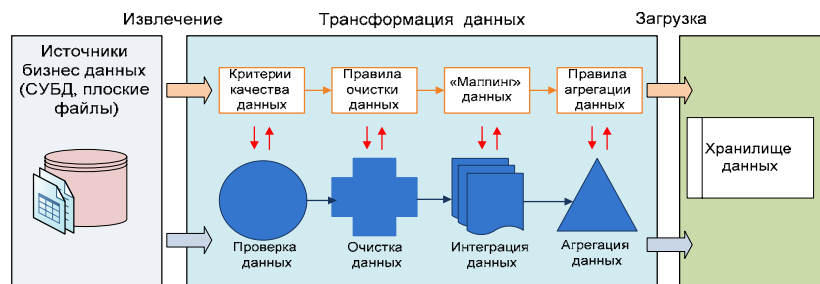 Извлечение
Трансформация данных
Загрузка
Источники
бизнес данных
(СУБД, плоские
файлы)
Критерии
качества
данных
Правила
очистки
данных
«Маппинг»
данных
Правила
агрегации
данных
Хранилище
данных
Проверка
данных
Очистка
данных
Интеграция
данных
Агрегация
данных